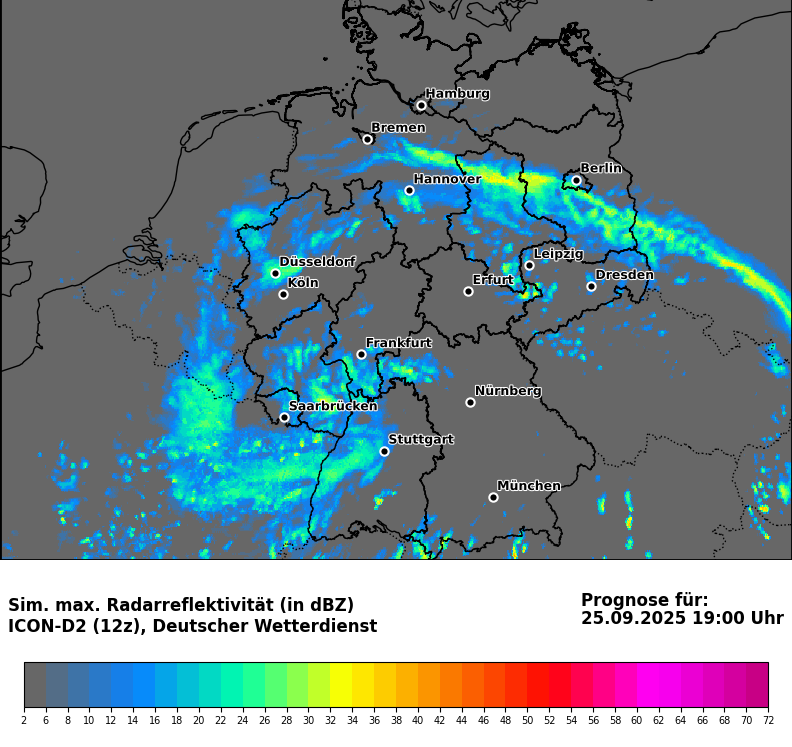 Hamburg
Bremen
Berlin
Hannover
Leipzig
Düsseldorf
Dresden
Köln
Erfurt
Frankfurt
Nürnberg
Saarbrücken
Stuttgart
München
Sim. max. Radarreflektivität (in dBZ)
ICON-D2 (12z), Deutscher Wetterdienst
Prognose für:
25.09.2025 19:00 Uhr
2 6 8 10 12 14 16 18 20 22 24 26 28 30 32 34 36 38 40 42 44 46 48 50 52 54 56 58 60 62 64 66 68 70 72